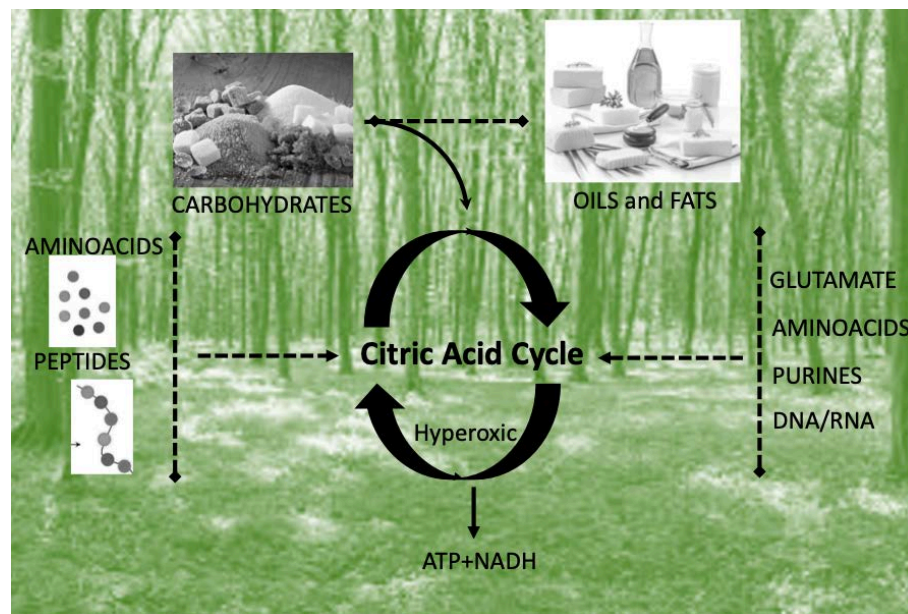 CARBOHYDRATES
OILS and FATS
AMINOACIDS
PEPTIDES
Citric Acid Cycle
Hyperoxic
GLUTAMATE
AMINOACIDS
PURINES
DNA/RNA
ATP+NADH